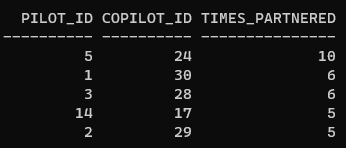 PILOT_ID COPILOT_ID TIMES_PARTNERED
---------- ---------- ---------------
5 24 10
1 30 6
3 28 6
14 17 5
2 29 5